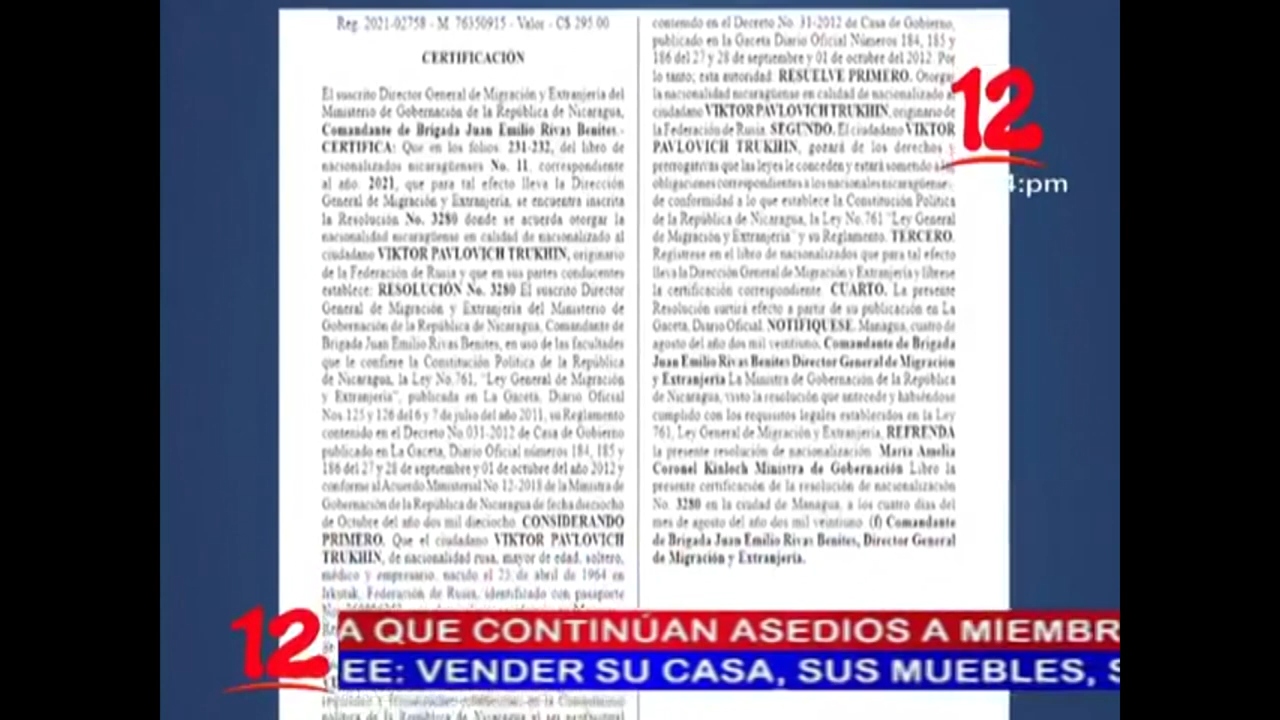 Reg. 2021-02758 - M. 76350915 - Valor - C$ 295.00
CERTIFICACIÓN
El suscrito Director General de Migración y Extranjería del
Ministerio de Gobernación de la República de Nicaragua,
Comandante de Brigada Juan Emilio Rivas Benites.-
CERTIFICA: Que en los folios: 231-232, del libro de
nacionalizados nicaragüenses No. 11, correspondiente
al año: 2021, que para tal efecto lleva la Dirección
General de Migración y Extranjería, se encuentra inscrita
la Resolución No. 3280 donde se acuerda otorgar la
nacionalidad nicaragüense en calidad de nacionalizado al
ciudadano VIKTOR PAVLOVICH TRUKHIN, originario
de la Federación de Rusia y que en sus partes conducentes
establece: RESOLUCIÓN No. 3280 El suscrito Director
General de Migración y Extranjería del Ministerio de
Gobernación de la República de Nicaragua, Comandante de
Brigada Juan Emilio Rivas Benites, en uso de las facultades
que le confiere la Constitución Política de la República
de Nicaragua, la Ley No.761, "Ley General de Migración
y Extranjería", publicada en La Gaceta, Diario Oficial
Nos.125 y 126 del 6 y 7 de julio del año 2011, su Reglamento
contenido en el Decreto No.031-2012 de Casa de Gobierno
publicado en La Gaceta, Diario Oficial números 184, 185 y
186 del 27 y 28 de septiembre y 01 de octubre del año 2012 y
conforme al Acuerdo Ministerial No. 12-2018 de la Ministra de
Gobernación de la República de Nicaragua de fecha dieciocho
de Octubre del año dos mil dieciocho. CONSIDERANDO
PRIMERO. Que el ciudadano VIKTOR PAVLOVICH
TRUKHIN, de nacionalidad rusa, mayor de edad, soltero,
médico y empresario, nacido el 23 de abril de 1964 en
Irkutsk, Federación de Rusia, identificado con pasaporte
política de la República de Nicaragua
contenido en el Decreto No. 31-2012 de Casa de Gobierno,
publicado en la Gaceta Diario Oficial Números 184, 185 y
186 del 27 y 28 de septiembre y 01 de octubre del 2012. Por
lo tanto; esta autoridad. RESUELVE PRIMERO. Otorgar
la nacionalidad nicaragüense en calidad de nacionalizado al
ciudadano VIKTOR PAVLOVICH TRUKHIN, originario de
la Federación de Rusia. SEGUNDO. El ciudadano VIKTOR
PAVLOVICH TRUKHIN, gozará de los derechos y
prerrogativas que las leyes le conceden y estará sometido a las
obligaciones correspondientes a los nacionales nicaragüenses,
de conformidad a lo que establece la Constitución Política
de la República de Nicaragua, la Ley No.761 "Ley General
de Migración y Extranjería" y su Reglamento. TERCERO.
Regístrese en el libro de nacionalizados que para tal efecto
lleva la Dirección General de Migración y Extranjería y líbrese
la certificación correspondiente. CUARTO. La presente
Resolución surtirá efecto a partir de su publicación en La
Gaceta, Diario Oficial. NOTIFIQUESE. Managua, cuatro de
agosto del año dos mil veintiuno. Comandante de Brigada
Juan Emilio Rivas Benites Director General de Migración
y Extranjería La Ministra de Gobernación de la República
de Nicaragua, visto la resolución que antecede y habiéndose
cumplido con los requisitos legales establecidos en la Ley
761, Ley General de Migración y Extranjería, REFRENDA
la presente resolución de nacionalización. María Amelia
Coronel Kinloch Ministra de Gobernación Libro la
presente certificación de la resolución de nacionalización
No. 3280 en la ciudad de Managua, a los cuatro días del
mes de agosto del año dos mil veintiuno. (f) Comandante
de Brigada Juan Emilio Rivas Benites, Director General
de Migración y Extranjería.
12
4:pm
12
A QUE CONTINÚAN ASEDIOS A MIEMBR
EE: VENDER SU CASA, SUS MUEBLES, S